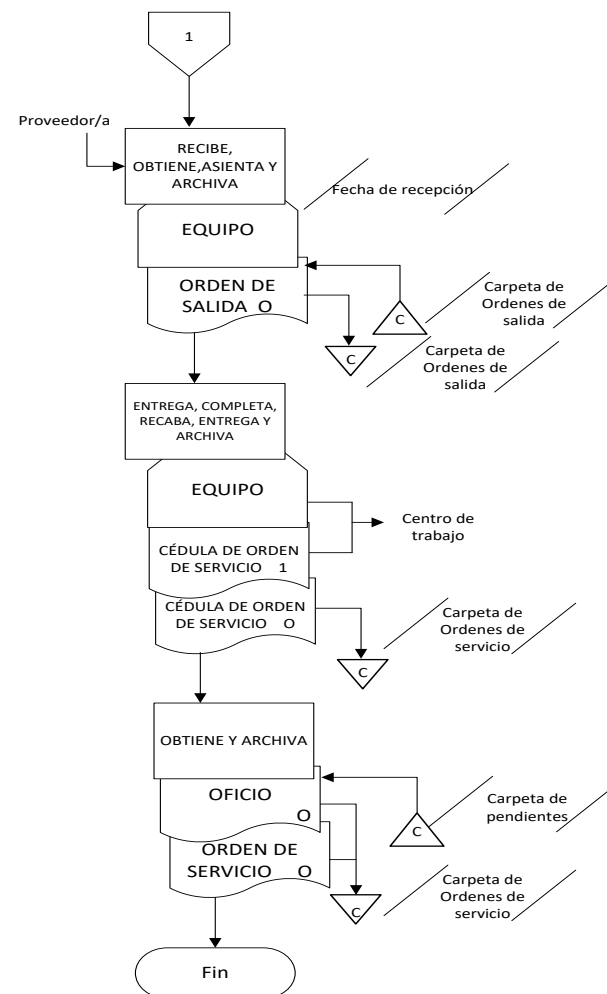 1
Proveedor/a
RECIBE,
OBTIENE,ASIENTA Y
ARCHIVA
Fecha de recepción
EQUIPO
ORDEN DE
SALIDA O
C
Carpeta de
Ordenes de
salida
C
Carpeta de
Ordenes de
salida
ENTREGA, COMPLETA,
RECABA, ENTREGA Y
ARCHIVA
EQUIPO
Centro de
trabajo
CÉDULA DE ORDEN
DE SERVICIO 1
CÉDULA DE ORDEN
DE SERVICIO O
C
Carpeta de
Ordenes de
servicio
OBTIENE Y ARCHIVA
OFICIO
O
C
Carpeta de
pendientes
ORDEN DE
SERVICIO O
C
Carpeta de
Ordenes de
servicio
Fin